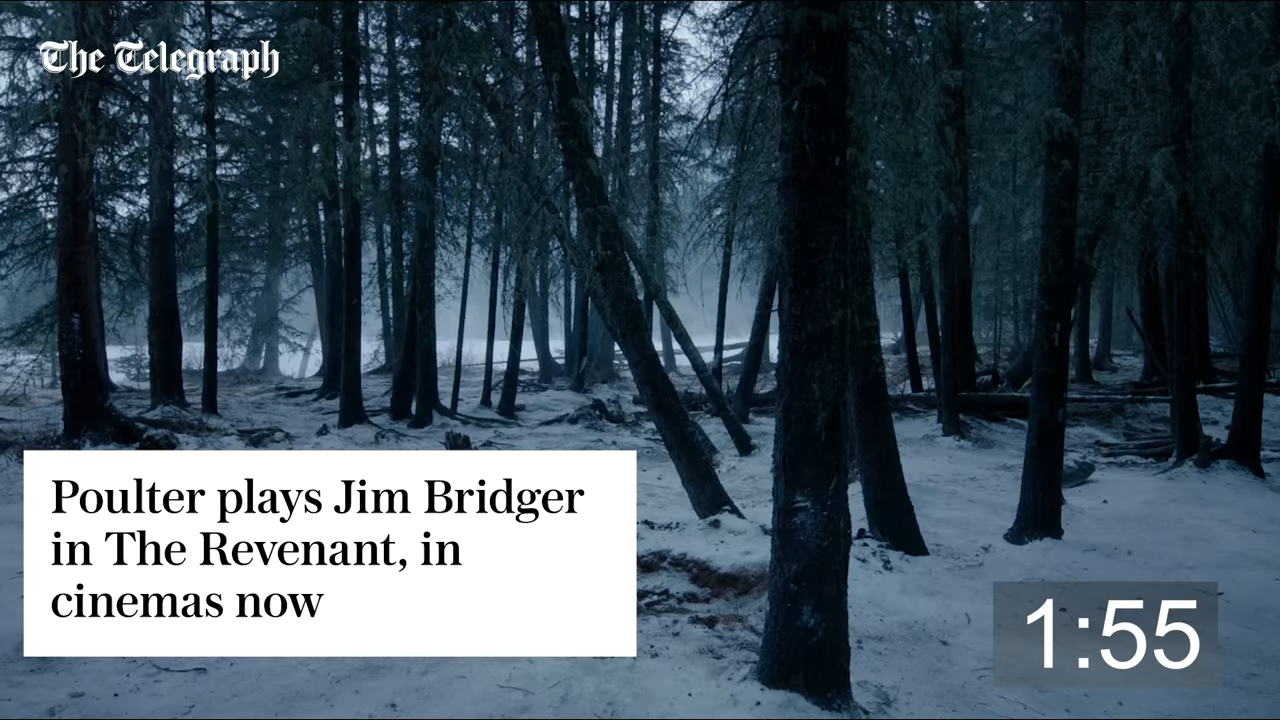 The Telegraph
Poulter plays Jim Bridger
in The Revenant, in
cinemas now
1:55